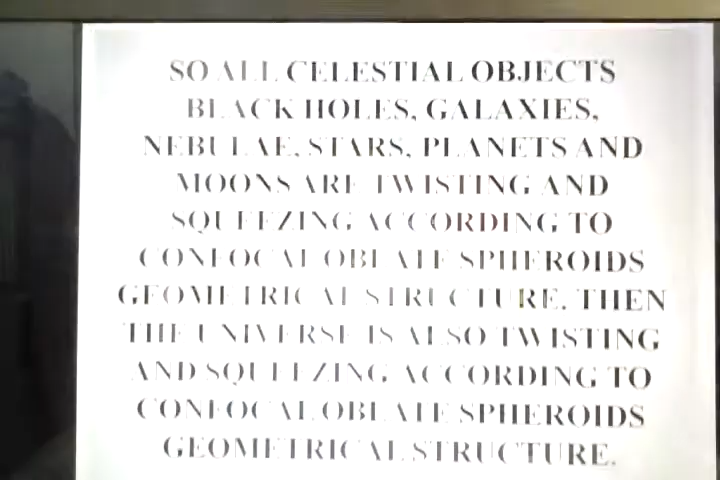 SO ALL CELESTIAL OBJECTS
BLACK HOLES, GALAXIES,
NEBULAE, STARS, PLANETS AND
MOONS ARE TWISTING AND
SQUEEZING ACCORDING TO
CONFOCAL OBLATE SPHEROIDS
GEOMETRICAL STRUCTURE. THEN
THE UNIVERSE IS ALSO TWISTING
AND SQUEEZING ACCORDING TO
CONFOCAL OBLATE SPHEROIDS
GEOMETRICAL STRUCTURE.